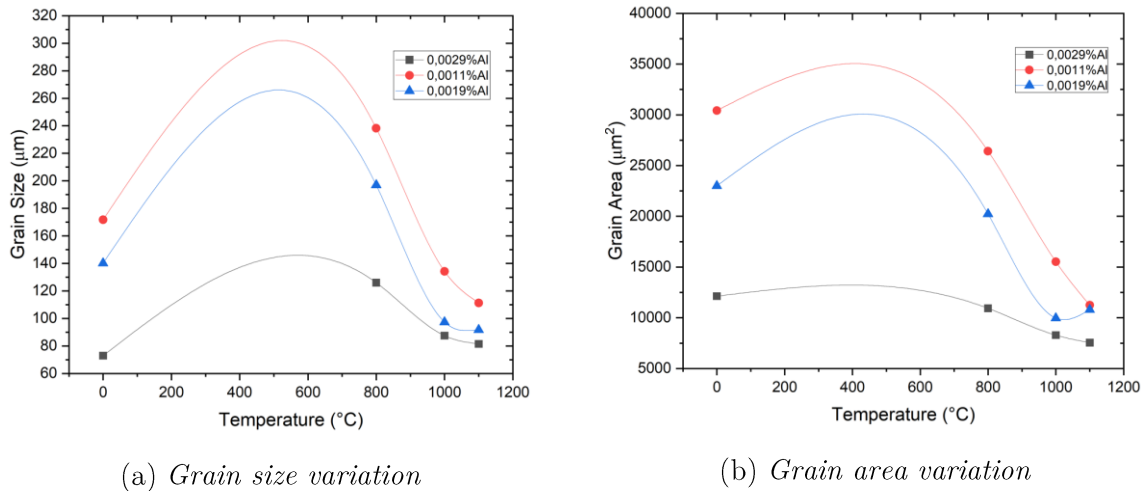 320
300
280
260
240
220
200
180
160
140
120
100
80
60
Grain Size (μm)
0,0029%Al
0,0011%Al
0,0019%Al
0 200 400 600 800 1000 1200
Temperature (°C)
(a) Grain size variation
40000
35000
30000
25000
20000
15000
10000
5000
Grain Area (μm²)
0,0029%Al
0,0011%Al
0,0019%Al
0 200 400 600 800 1000 1200
Temperature (°C)
(b) Grain area variation